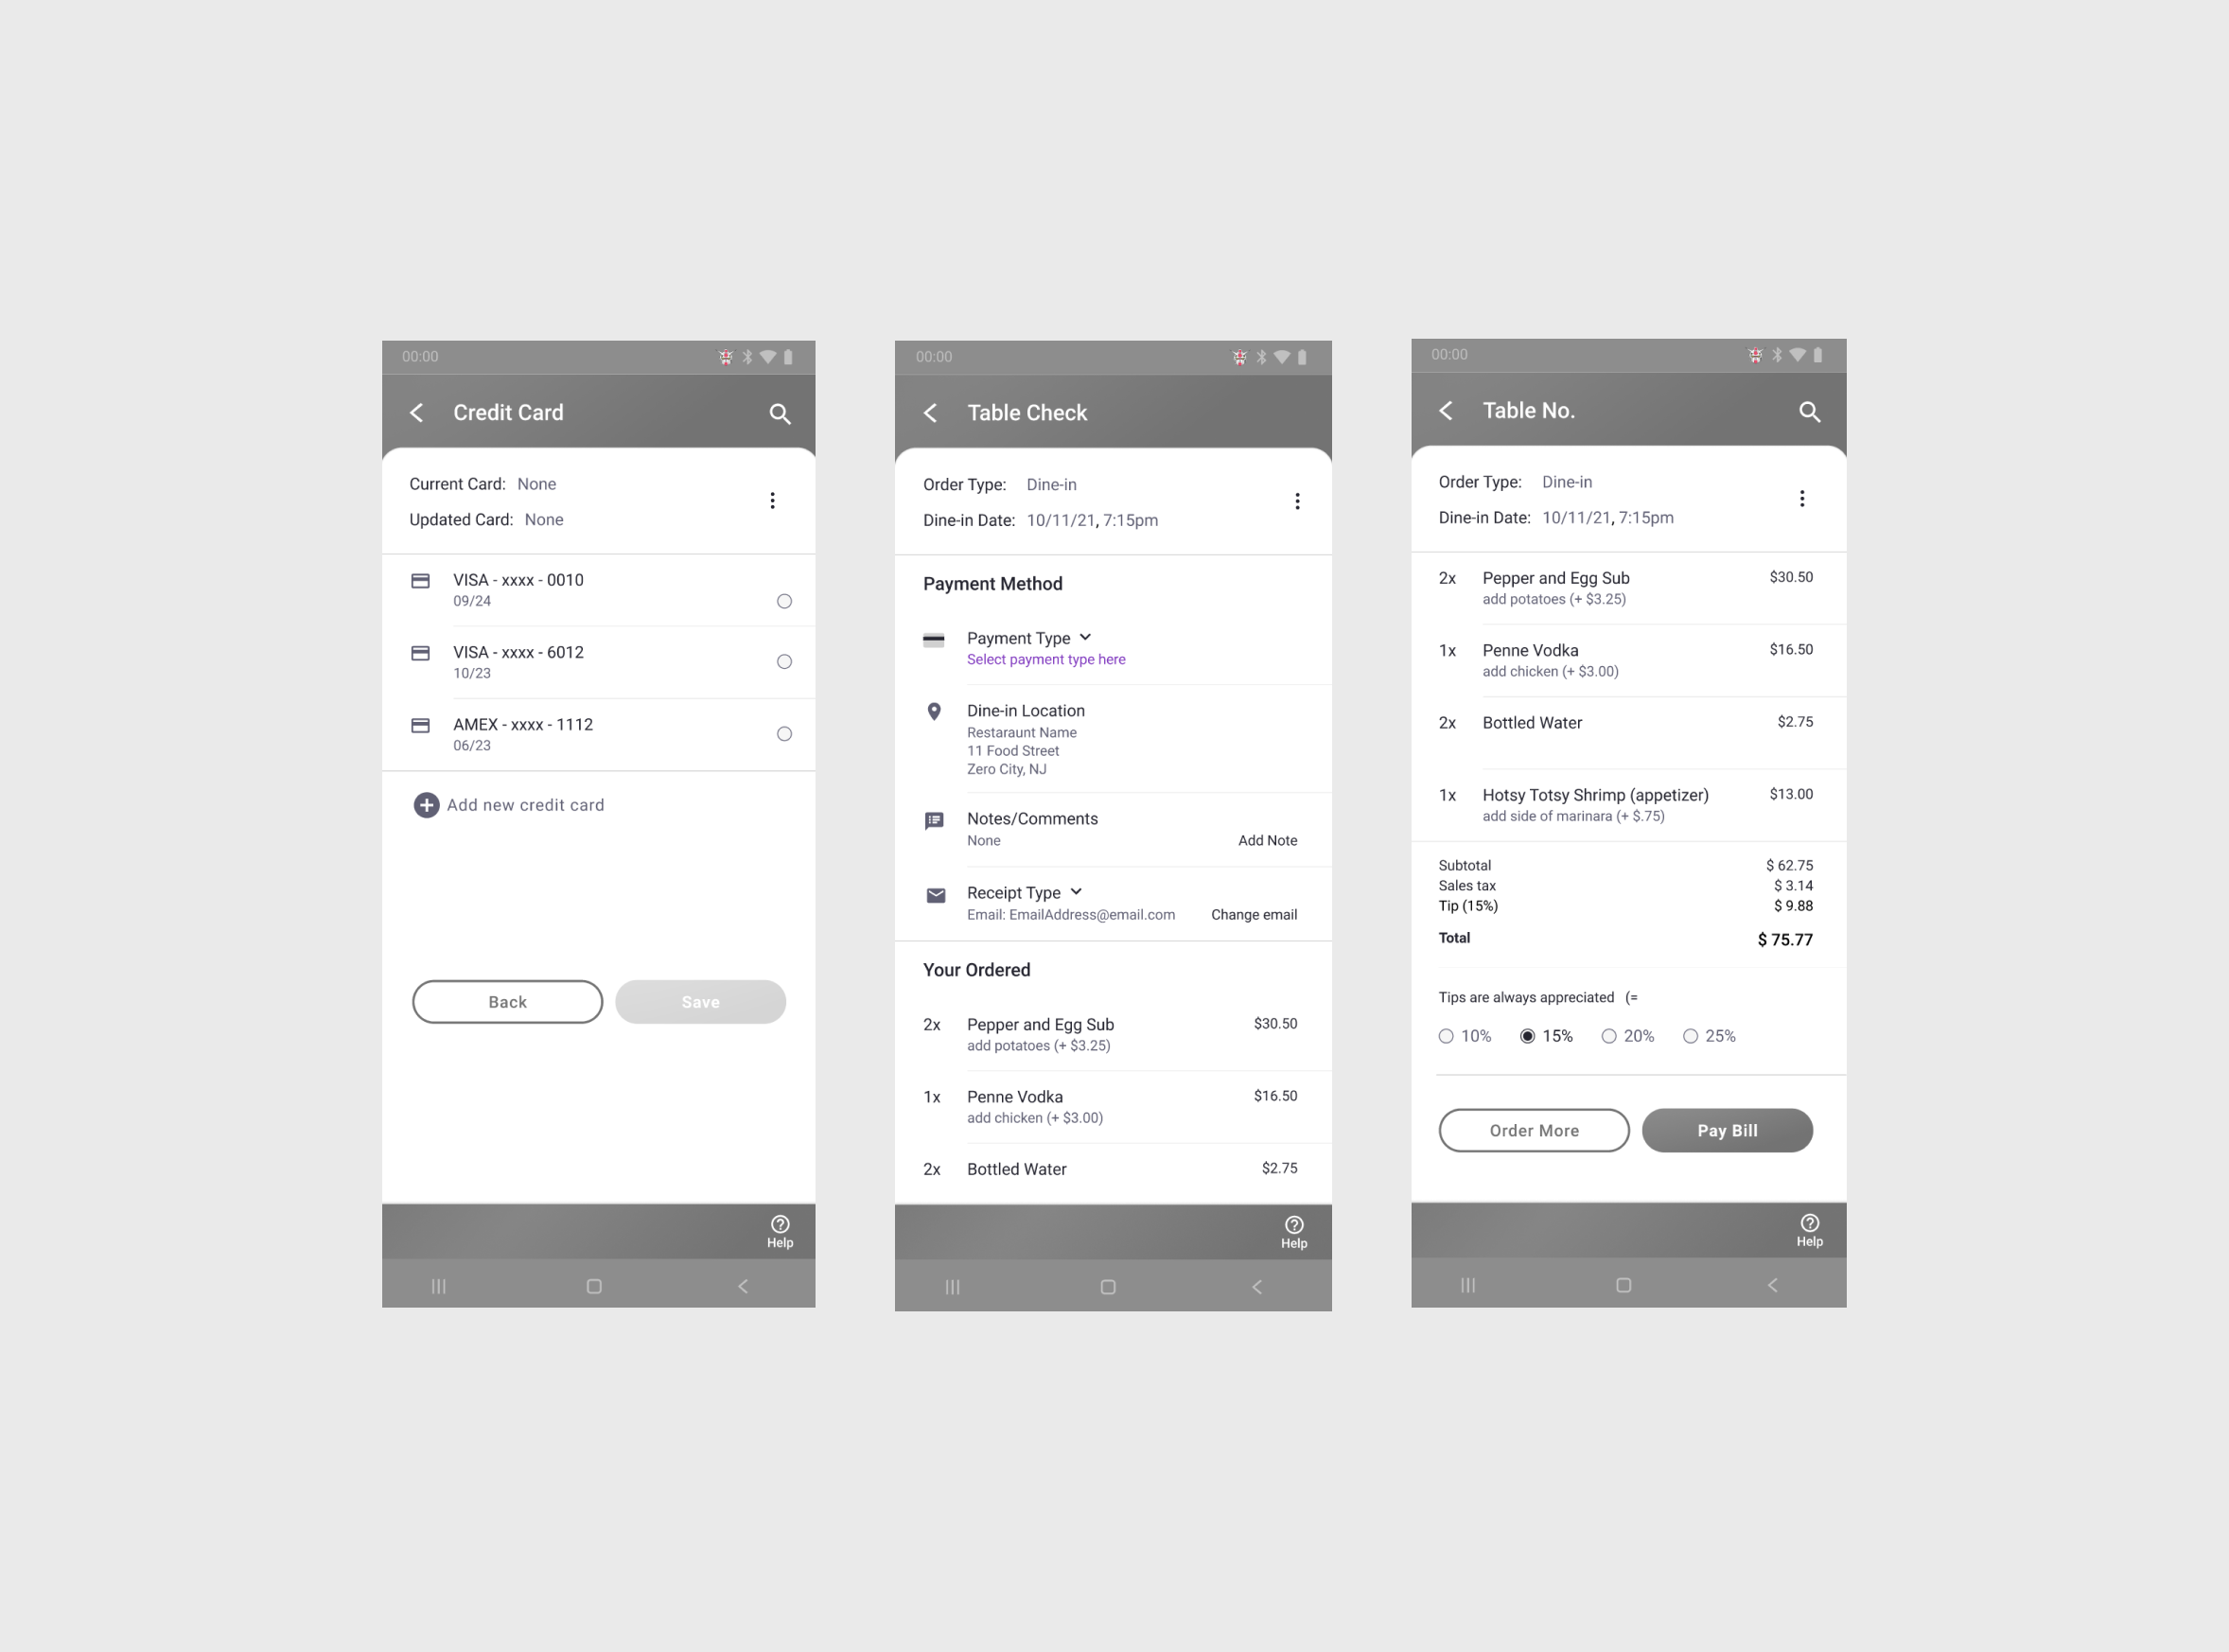 00:00
Credit Card
Current Card: None
Updated Card: None
VISA - xxxx - 0010
09/24
VISA - xxxx - 6012
10/23
AMEX - xxxx - 1112
06/23
Add new credit card
Back Save
Help
00:00
Table Check
Order Type: Dine-in
Dine-in Date: 10/11/21, 7:15pm
Payment Method
Payment Type
Select payment type here
Dine-in Location
Restaraunt Name
11 Food Street
Zero City, NJ
Notes/Comments
None Add Note
Receipt Type
Email: EmailAddress@email.com Change email
Your Ordered
2x Pepper and Egg Sub $30.50
add potatoes (+ $3.25)
1x Penne Vodka $16.50
add chicken (+ $3.00)
2x Bottled Water $2.75
Help
00:00
Table No.
Order Type: Dine-in
Dine-in Date: 10/11/21, 7:15pm
2x Pepper and Egg Sub $30.50
add potatoes (+ $3.25)
1x Penne Vodka $16.50
add chicken (+ $3.00)
2x Bottled Water $2.75
1x Hotsy Totsy Shrimp (appetizer) $13.00
add side of marinara (+ $.75)
Subtotal $ 62.75
Sales tax $ 3.14
Tip (15%) $ 9.88
Total $ 75.77
Tips are always appreciated (=
10% 15% 20% 25%
Order More Pay Bill
Help